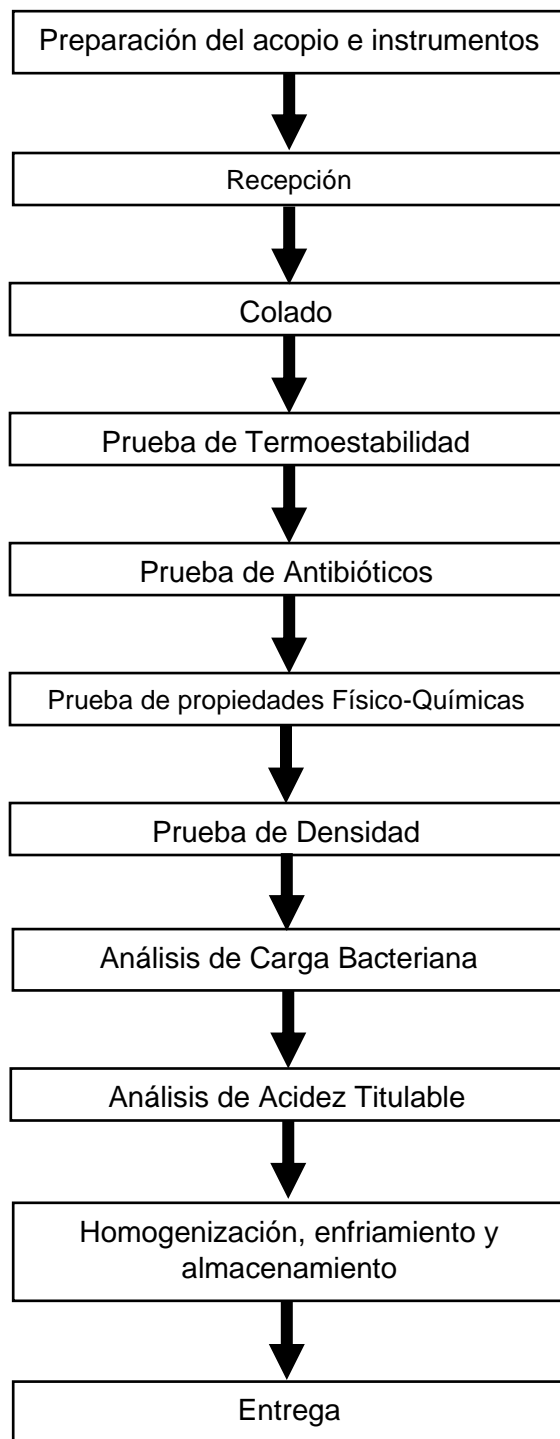 Preparación del acopio e instrumentos
Recepción
Colado
Prueba de Termoestabilidad
Prueba de Antibióticos
Prueba de propiedades Físico-Químicas
Prueba de Densidad
Análisis de Carga Bacteriana
Análisis de Acidez Titulable
Homogenización, enfriamiento y
almacenamiento
Entrega